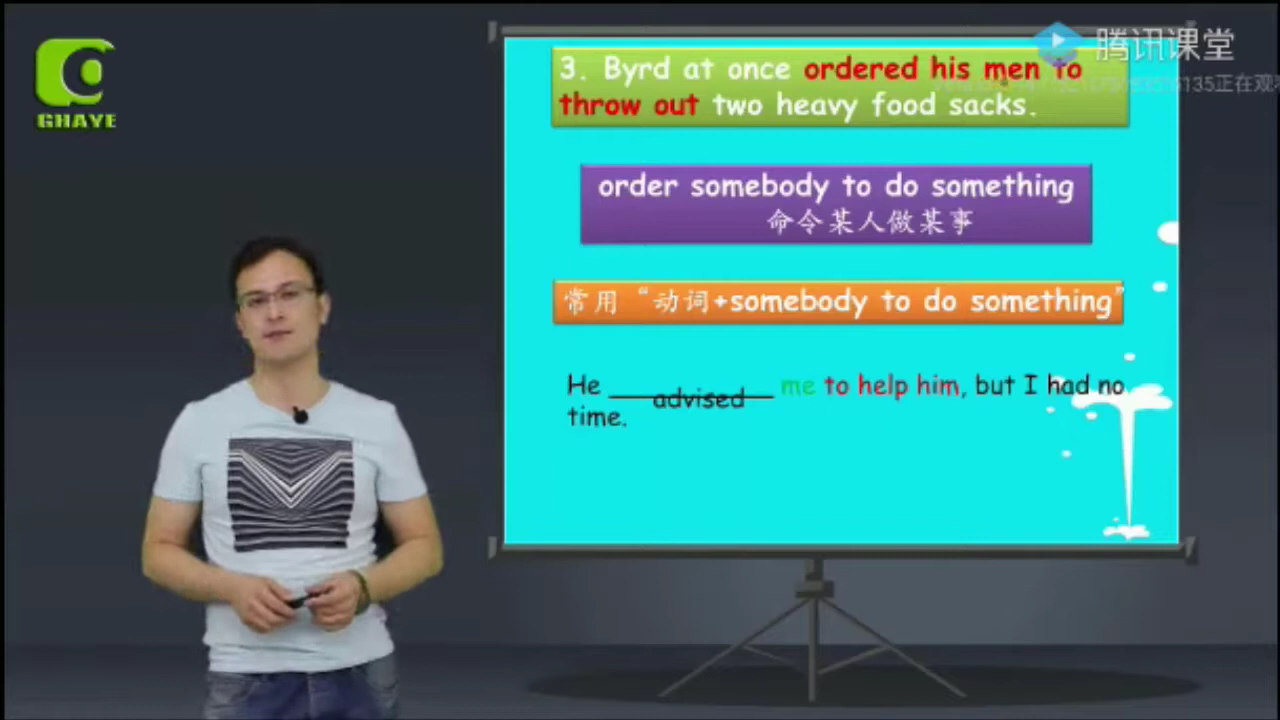 GHAYE
腾讯课堂
3. Byrd at once ordered his men to
throw out two heavy food sacks.
order somebody to do something
命令某人做某事
常用“动词+somebody to do something”
He advised me to help him, but I had no
time.